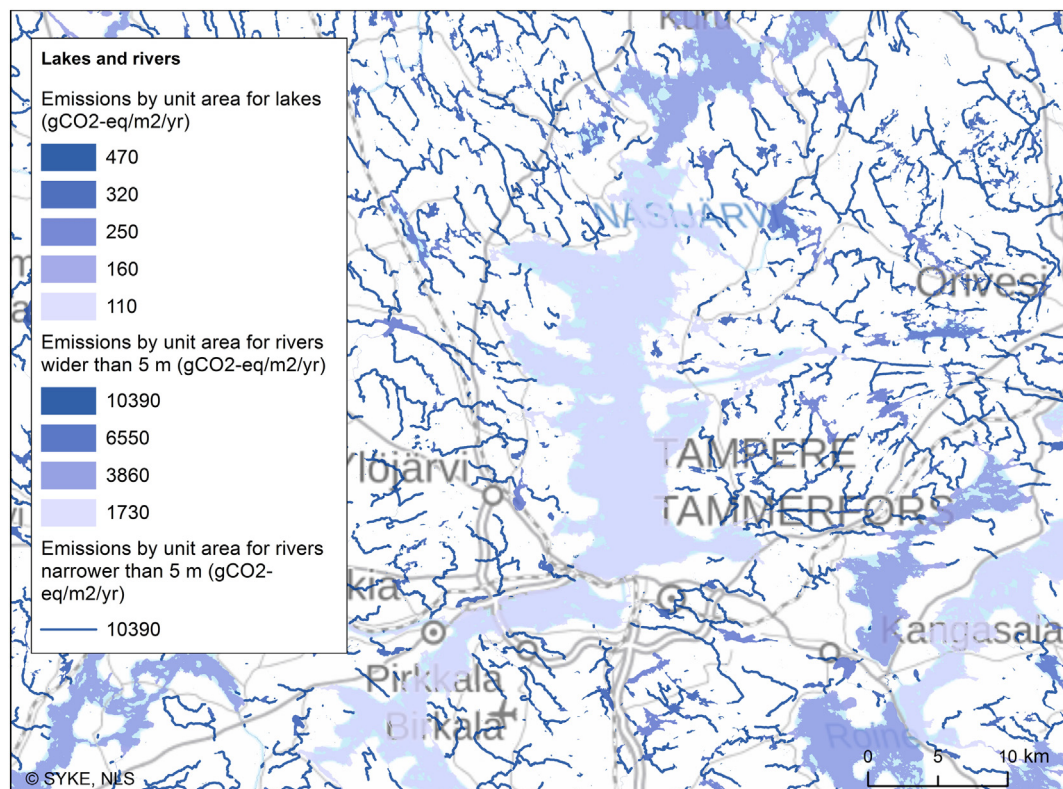 Kuru
Lakes and rivers
Emissions by unit area for lakes
(gCO2-eq/m2/yr)
470
320
250
160
110
Emissions by unit area for rivers
wider than 5 m (gCO2-eq/m2/yr)
10390
6550
3860
1730
Emissions by unit area for rivers
narrower than 5 m (gCO2-
eq/m2/yr)
10390
NÄSIJÄRVI
Orivesi
TAMPERE
TAMMERFORS
Ylöjärvi
kia
Kangasala
Pirkkala
Birkala
Roine
0 5 10 km
© SYKE, NLS